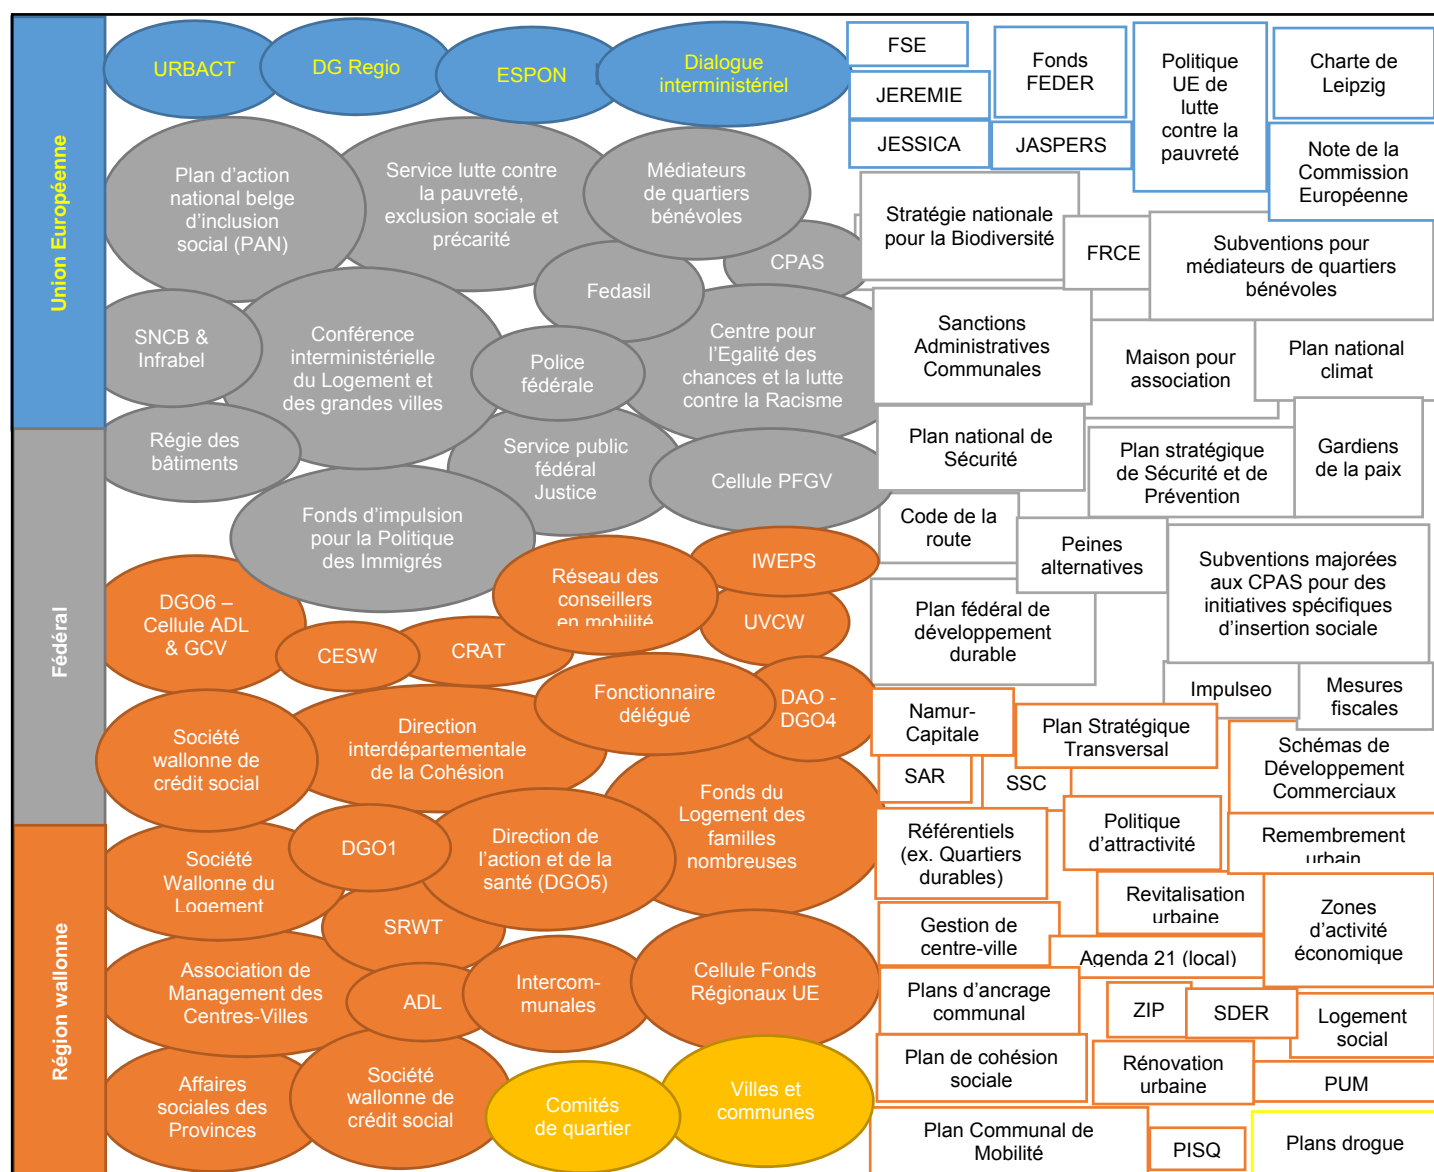 Union Européenne
Fédéral
Région wallonne
URBACT
DG Regio
ESPON
Dialogue
interministériel
Plan d’action
national belge
d’inclusion
social (PAN)
Service lutte contre
la pauvreté,
exclusion sociale et
précarité
Médiateurs
de quartiers
bénévoles
CPAS
Fedasil
SNCB &
Infrabel
Conférence
interministérielle
du Logement et
des grandes villes
Police
fédérale
Centre pour
l’Egalité des
chances et la lutte
contre la Racisme
Régie des
bâtiments
Service public
fédéral
Justice
Cellule PFGV
Fonds d’impulsion
pour la Politique
des Immigrés
IWEPS
Réseau des
conseillers
en mobilité
DGO6 –
Cellule ADL
& GCV
CESW
CRAT
UVCW
Fonctionnaire
délégué
DAO -
DGO4
Société
wallonne de
crédit social
Direction
interdépartementale
de la Cohésion
Fonds du
Logement des
familles
nombreuses
DGO1
Direction de
l’action et de la
santé (DGO5)
Société
Wallonne du
Logement
SRWT
Association de
Management des
Centres-Villes
ADL
Intercom-
munales
Cellule Fonds
Régionaux UE
Affaires
sociales des
Provinces
Société
wallonne de
crédit social
Comités
de quartier
Villes et
communes
FSE
JEREMIE
JESSICA
Fonds
FEDER
JASPERS
Politique
UE de
lutte
contre la
pauvreté
Charte de
Leipzig
Note de la
Commission
Européenne
Stratégie nationale
pour la Biodiversité
FRCE
Subventions pour
médiateurs de quartiers
bénévoles
Sanctions
Administratives
Communales
Maison pour
association
Plan national
climat
Plan national de
Sécurité
Plan stratégique
de Sécurité et de
Prévention
Gardiens
de la paix
Code de la
route
Peines
alternatives
Subventions majorées
aux CPAS pour des
initiatives spécifiques
d’insertion sociale
Plan fédéral de
développement
durable
Impulseo
Mesures
fiscales
Namur-
Capitale
Plan Stratégique
Transversal
Schémas de
Développement
Commerciaux
SAR
SSC
Référentiels
(ex. Quartiers
durables)
Politique
d’attractivité
Remembrement
urbain
Revitalisation
urbaine
Zones
d’activité
économique
Gestion de
centre-ville
Agenda 21 (local)
Plans d’ancrage
communal
ZIP
SDER
Logement
social
Plan de cohésion
sociale
Rénovation
urbaine
PUM
Plan Communal de
Mobilité
PISQ
Plans drogue